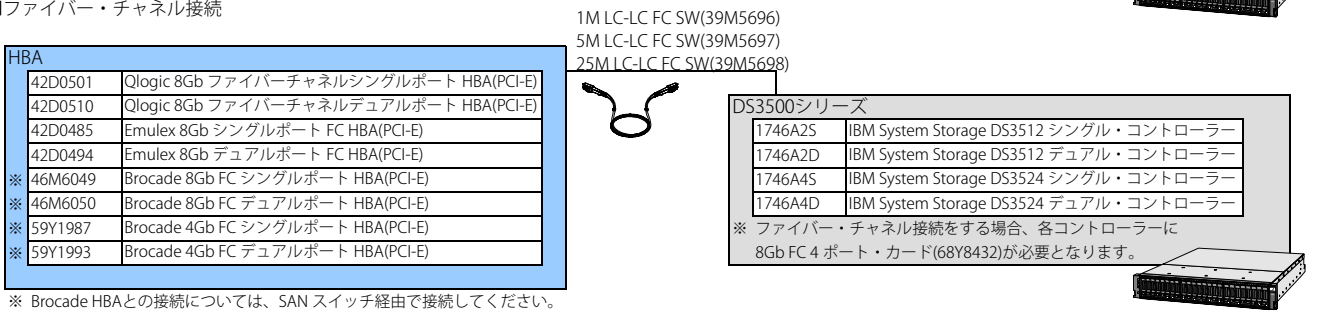 ファイバー・チャネル接続
1M LC-LC FC SW(39M5696)
5M LC-LC FC SW(39M5697)
25M LC-LC FC SW(39M5698)
HBA
42D0501 Qlogic 8Gb ファイバーチャネルシングルポート HBA(PCI-E)
42D0510 Qlogic 8Gb ファイバーチャネルデュアルポート HBA(PCI-E)
42D0485 Emulex 8Gb シングルポート FC HBA(PCI-E)
42D0494 Emulex 8Gb デュアルポート FC HBA(PCI-E)
※ 46M6049 Brocade 8Gb FC シングルポート HBA(PCI-E)
※ 46M6050 Brocade 8Gb FC デュアルポート HBA(PCI-E)
※ 59Y1987 Brocade 4Gb FC シングルポート HBA(PCI-E)
※ 59Y1993 Brocade 4Gb FC デュアルポート HBA(PCI-E)
※ Brocade HBAとの接続については、SAN スイッチ経由で接続してください。
DS3500シリーズ
1746A2S IBM System Storage DS3512 シングル・コントローラー
1746A2D IBM System Storage DS3512 デュアル・コントローラー
1746A4S IBM System Storage DS3524 シングル・コントローラー
1746A4D IBM System Storage DS3524 デュアル・コントローラー
※ ファイバー・チャネル接続をする場合、各コントローラーに
8Gb FC 4 ポート・カード(68Y8432)が必要となります。